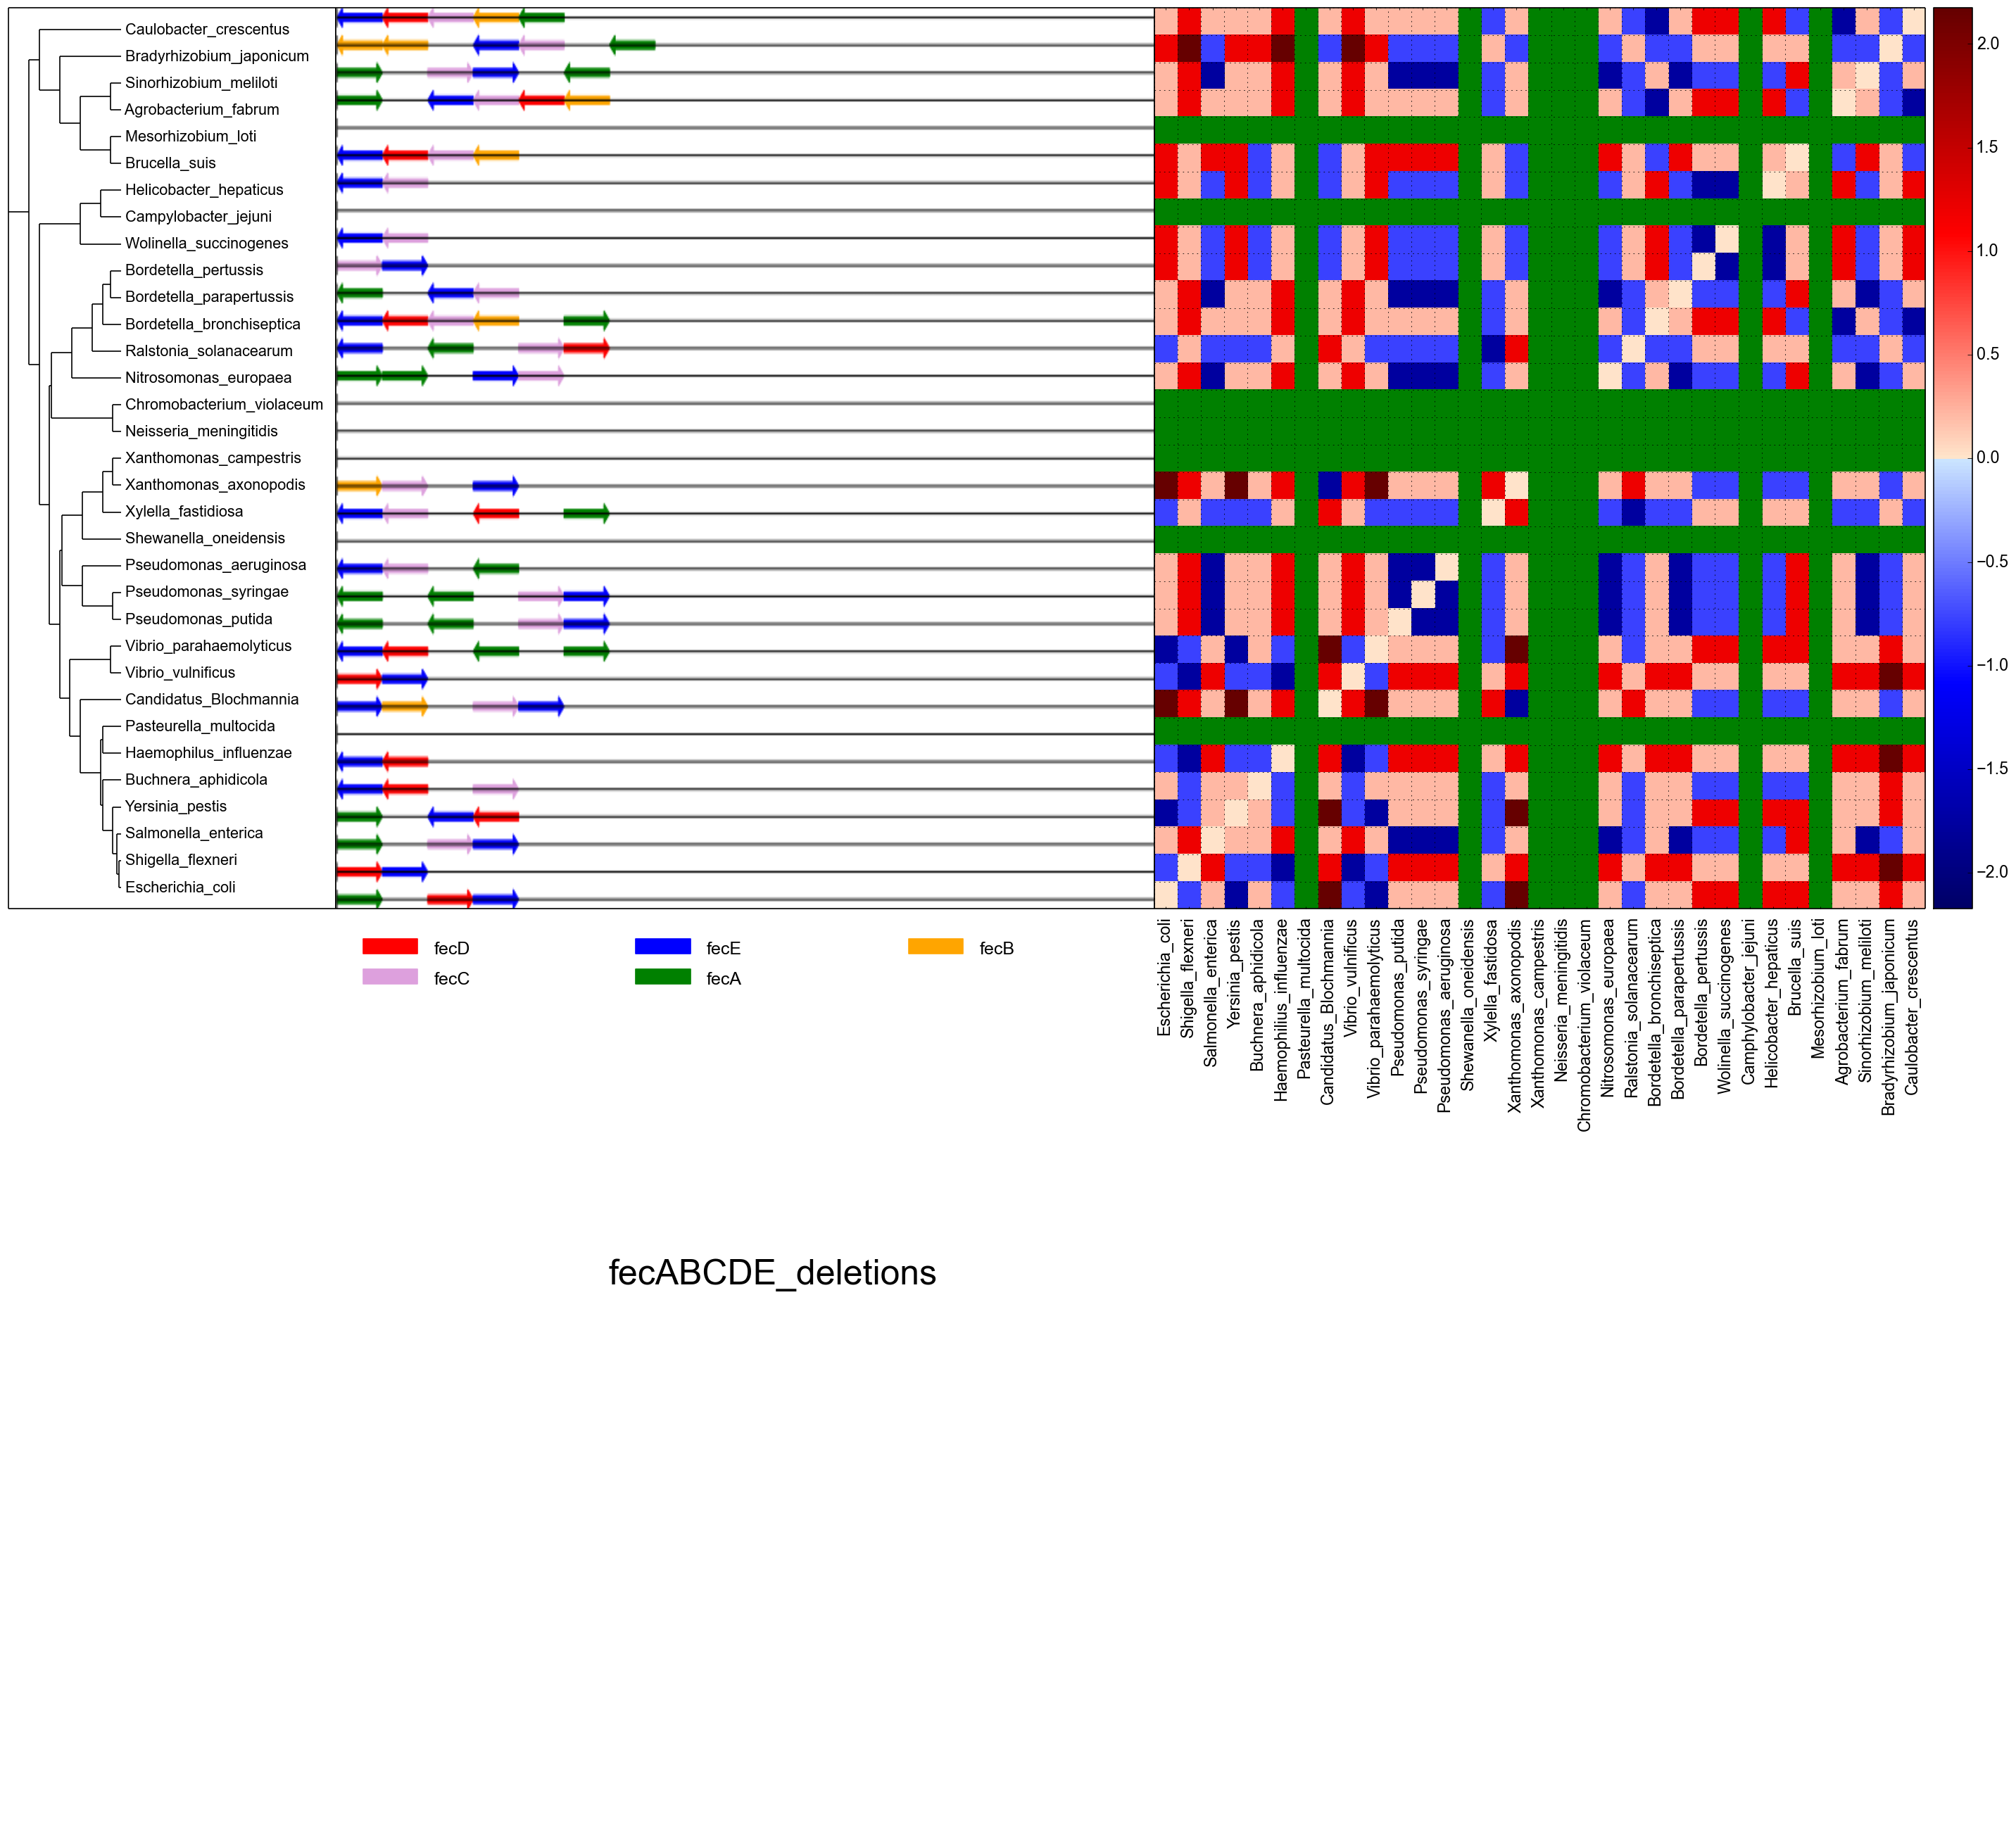 Caulobacter_crescentus
Bradyrhizobium_japonicum
Sinorhizobium_meliloti
Agrobacterium_fabrum
Mesorhizobium_loti
Brucella_suis
Helicobacter_hepaticus
Campylobacter_jejuni
Wolinella_succinogenes
Bordetella_pertussis
Bordetella_parapertussis
Bordetella_bronchiseptica
Ralstonia_solanacearum
Nitrosomonas_europaea
Chromobacterium_violaceum
Neisseria_meningitidis
Xanthomonas_campestris
Xanthomonas_axonopodis
Xylella_fastidiosa
Shewanella_oneidensis
Pseudomonas_aeruginosa
Pseudomonas_syringae
Pseudomonas_putida
Vibrio_parahaemolyticus
Vibrio_vulnificus
Candidatus_Blochmannia
Pasteurella_multocida
Haemophilus_influenzae
Buchnera_aphidicola
Yersinia_pestis
Salmonella_enterica
Shigella_flexneri
Escherichia_coli
2.0
1.5
1.0
0.5
0.0
−0.5
−1.0
−1.5
−2.0
Escherichia_coli
Shigella_flexneri
Salmonella_enterica
Yersinia_pestis
Buchnera_aphidicola
Haemophilus_influenzae
Pasteurella_multocida
Candidatus_Blochmannia
Vibrio_vulnificus
Vibrio_parahaemolyticus
Pseudomonas_putida
Pseudomonas_syringae
Pseudomonas_aeruginosa
Shewanella_oneidensis
Xylella_fastidiosa
Xanthomonas_axonopodis
Xanthomonas_campestris
Neisseria_meningitidis
Chromobacterium_violaceum
Nitrosomonas_europaea
Ralstonia_solanacearum
Bordetella_bronchiseptica
Bordetella_parapertussis
Bordetella_pertussis
Wolinella_succinogenes
Camphylobacter_jejuni
Helicobacter_hepaticus
Brucella_suis
Mesorhizobium_loti
Agrobacterium_fabrum
Sinorhizobium_meliloti
Bradyrhizobium_japonicum
Caulobacter_crescentus
fecD fecE fecB
fecC fecA
fecABCDE_deletions